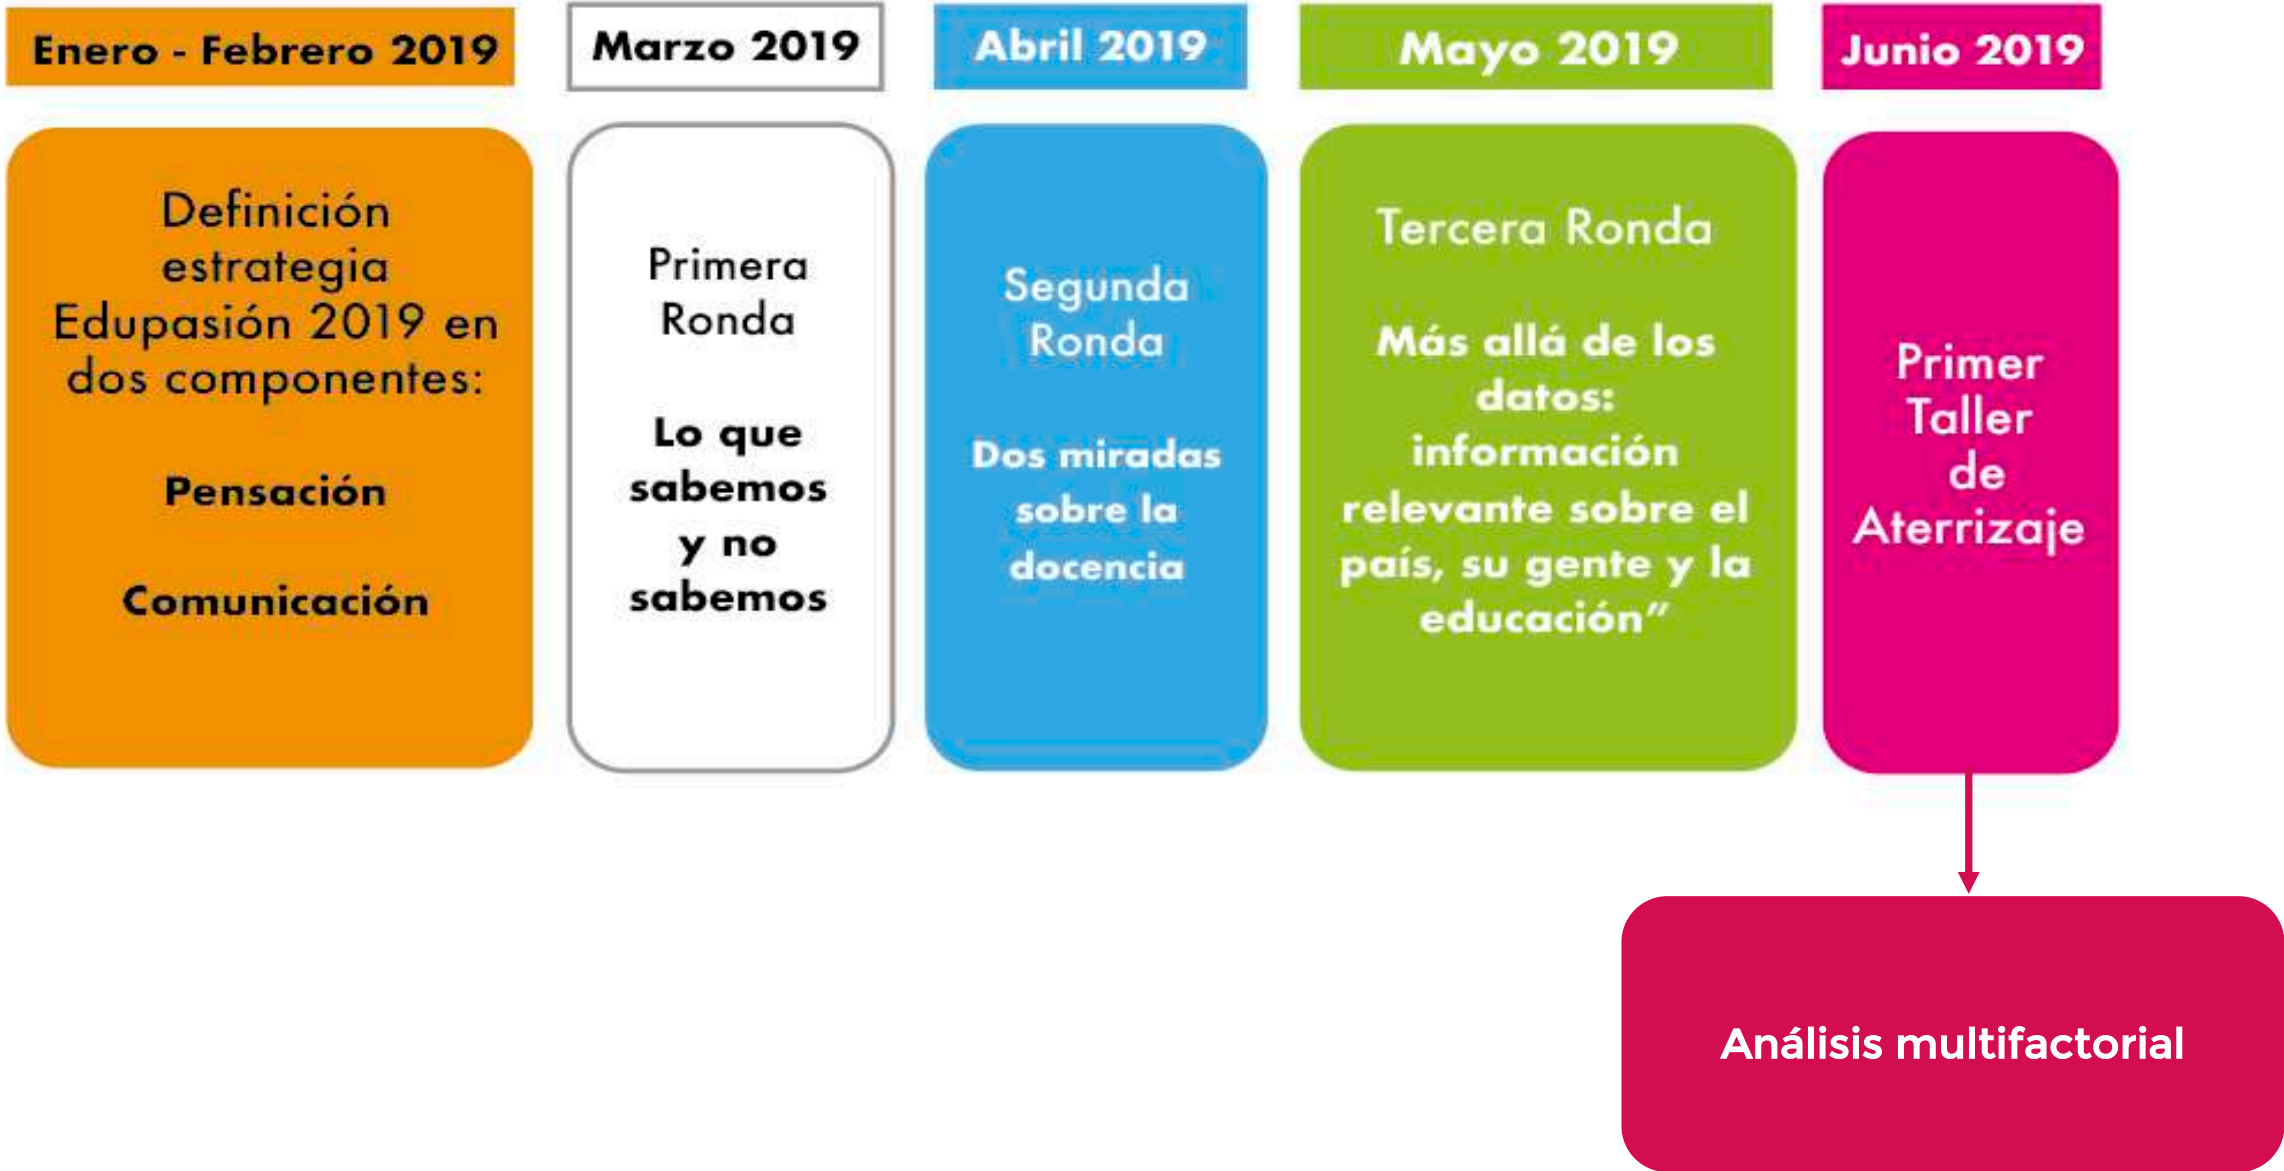 Enero - Febrero 2019
Marzo 2019
Abril 2019
Mayo 2019
Junio 2019
Definición
estrategia
Edupasión 2019 en
dos componentes:
Pensación
Comunicación
Primera
Ronda
Lo que
sabemos
y no
sabemos
Segunda
Ronda
Dos miradas
sobre la
docencia
Tercera Ronda
Más allá de los
datos:
información
relevante sobre el
país, su gente y la
educación”
Primer
Taller
de
Aterrizaje
Análisis multifactorial